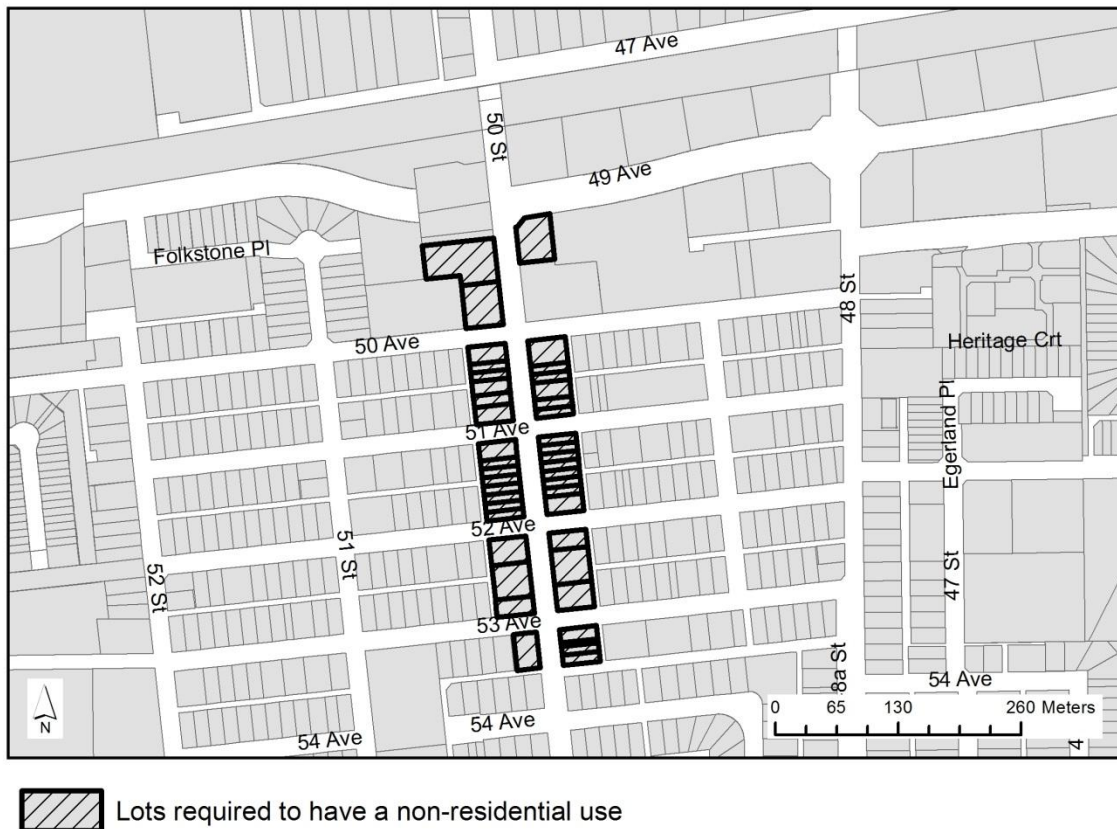 47 Ave
50 St
49 Ave
Folkstone Pl
48 St
50 Ave
Heritage Crt
51 Ave
Egerland Pl
52 Ave
51 St
52 St
47 St
53 Ave
8a St
54 Ave
54 Ave
54 Ave
4
0 65 130 260 Meters
N
Lots required to have a non-residential use